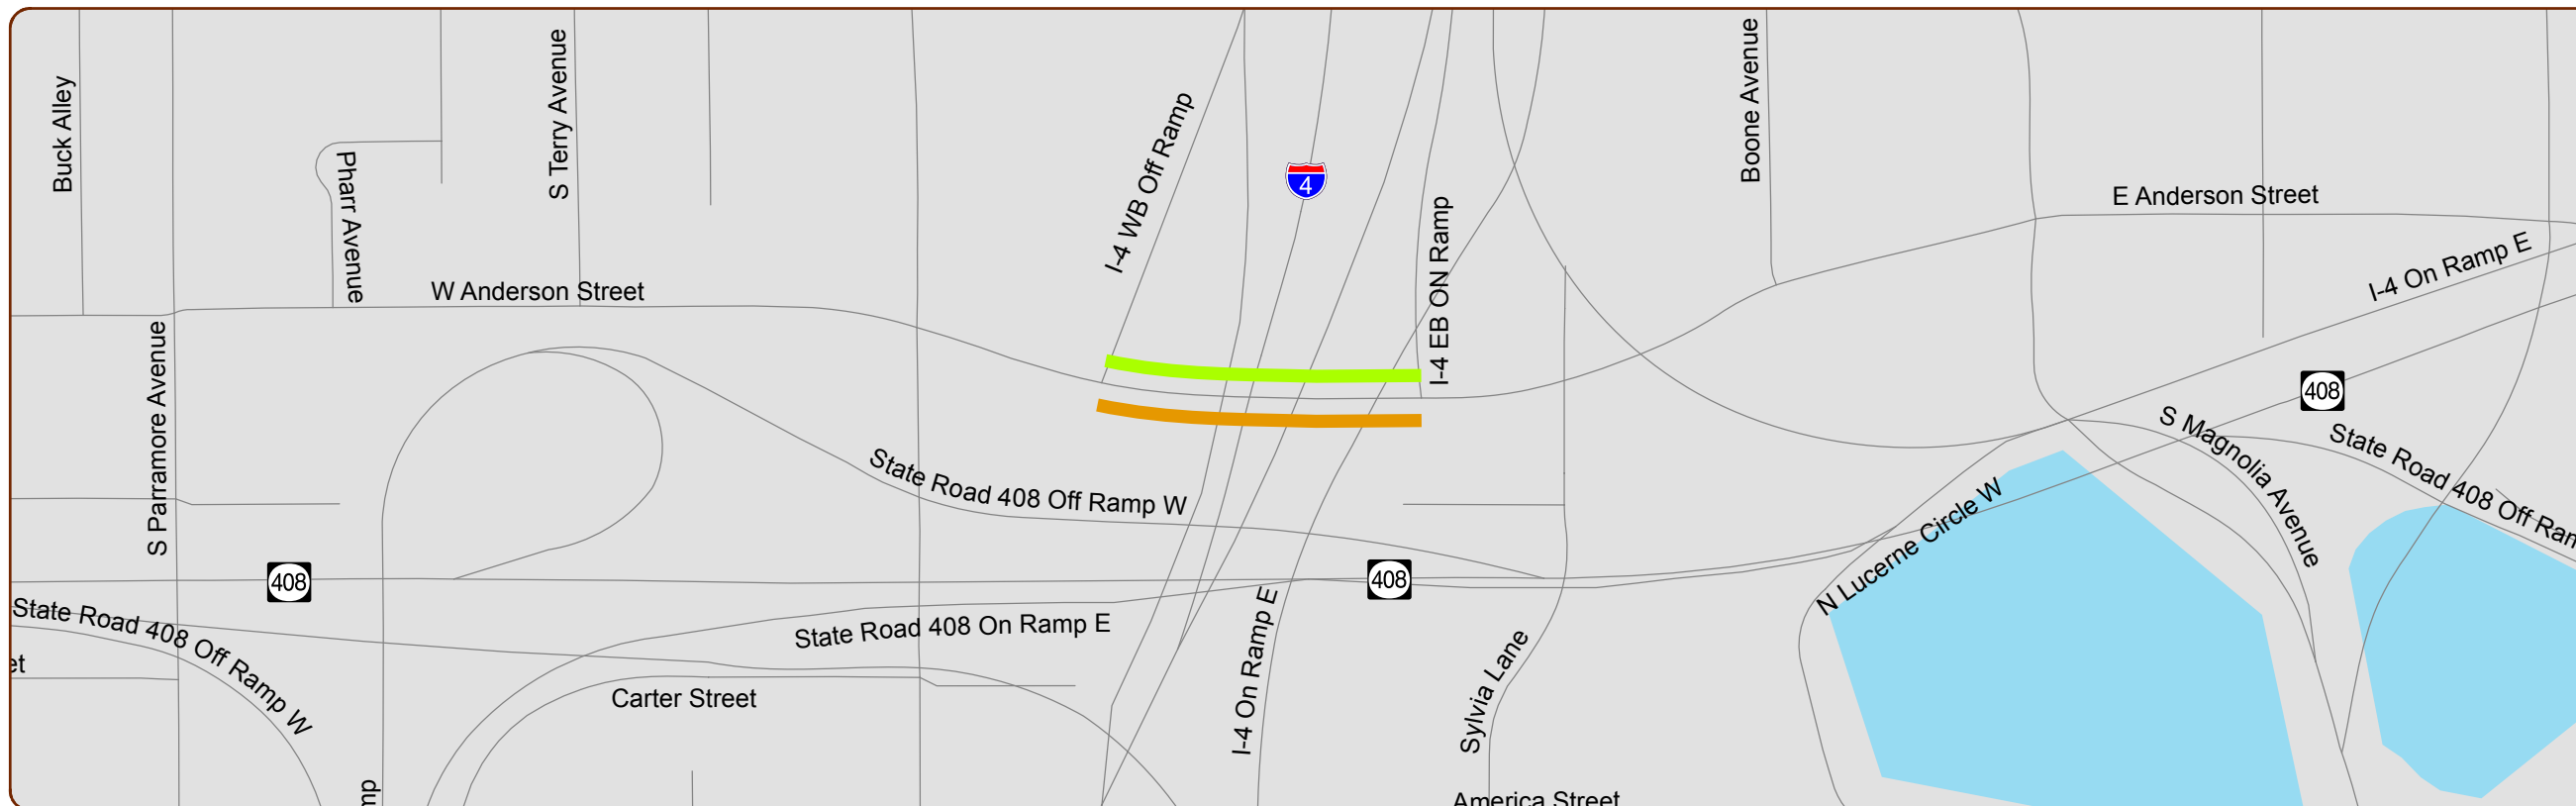 Buck Alley
S Terry Avenue
Boone Avenue
I-4 WB Off Ramp
4
Pharr Avenue
E Anderson Street
I-4 EB ON Ramp
I-4 On Ramp E
W Anderson Street
S Parramore Avenue
408
S Magnolia Avenue
State Road 408 Off Ram
State Road 408 Off Ramp W
N Lucerne Circle W
408
408
State Road 408 Off Ramp W
State Road 408 On Ramp E
I-4 On Ramp E
Sylvia Lane
et
Carter Street
mp
America Street